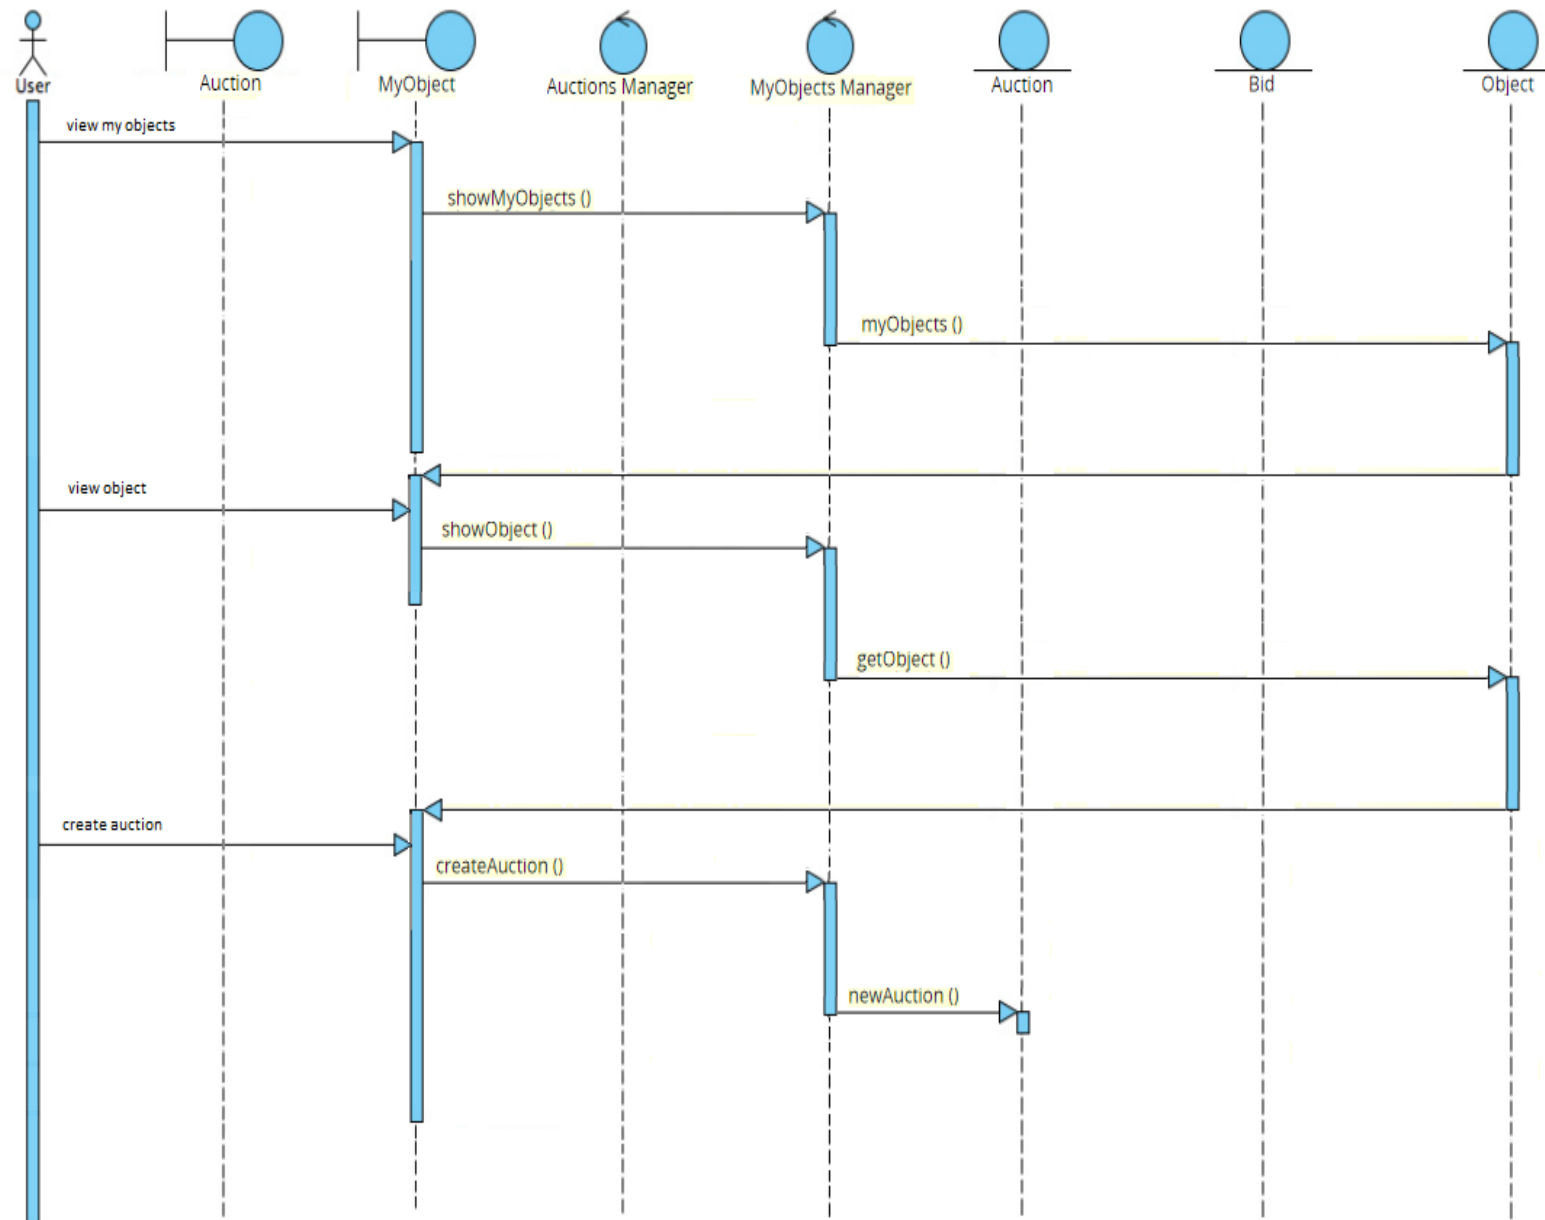 User
Auction
MyObject
Auctions Manager
MyObjects Manager
Auction
Bid
Object
view my objects
showMyObjects ()
myObjects ()
view object
showObject ()
getObject ()
create auction
createAuction ()
newAuction ()